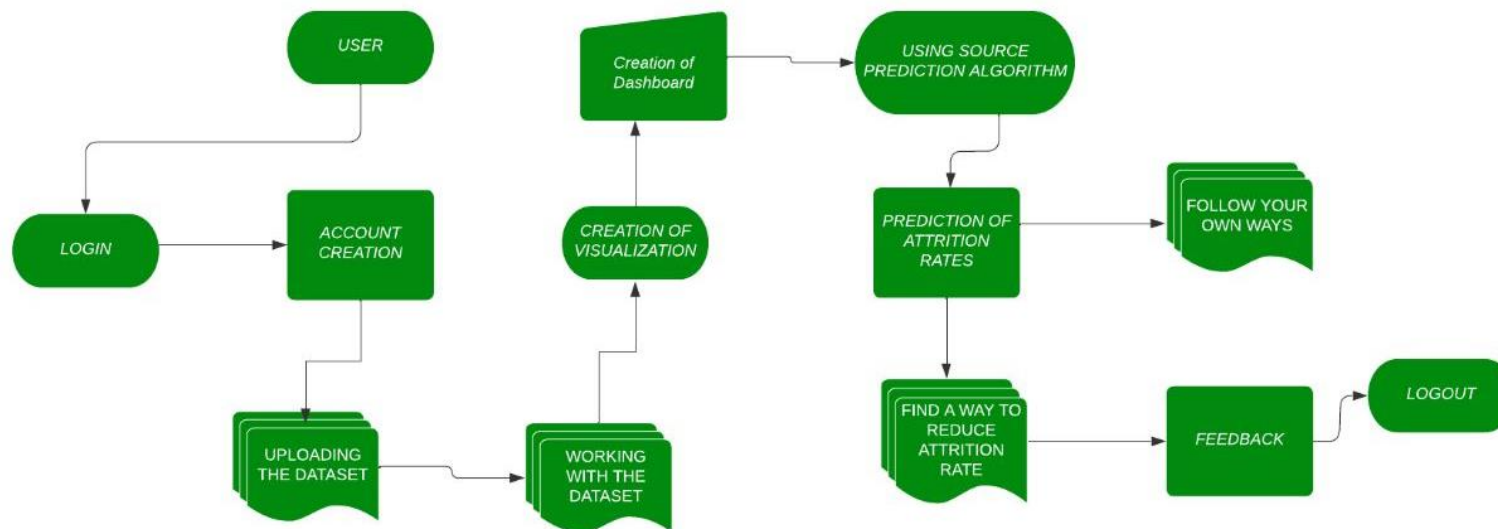 USER
LOGIN
ACCOUNT
CREATION
UPLOADING
THE DATASET
WORKING
WITH THE
DATASET
CREATION OF
VISUALIZATION
Creation of
Dashboard
USING SOURCE
PREDICTION ALGORITHM
PREDICTION OF
ATTRITION
RATES
FOLLOW YOUR
OWN WAYS
FIND A WAY TO
REDUCE
ATTRITION
RATE
FEEDBACK
LOGOUT